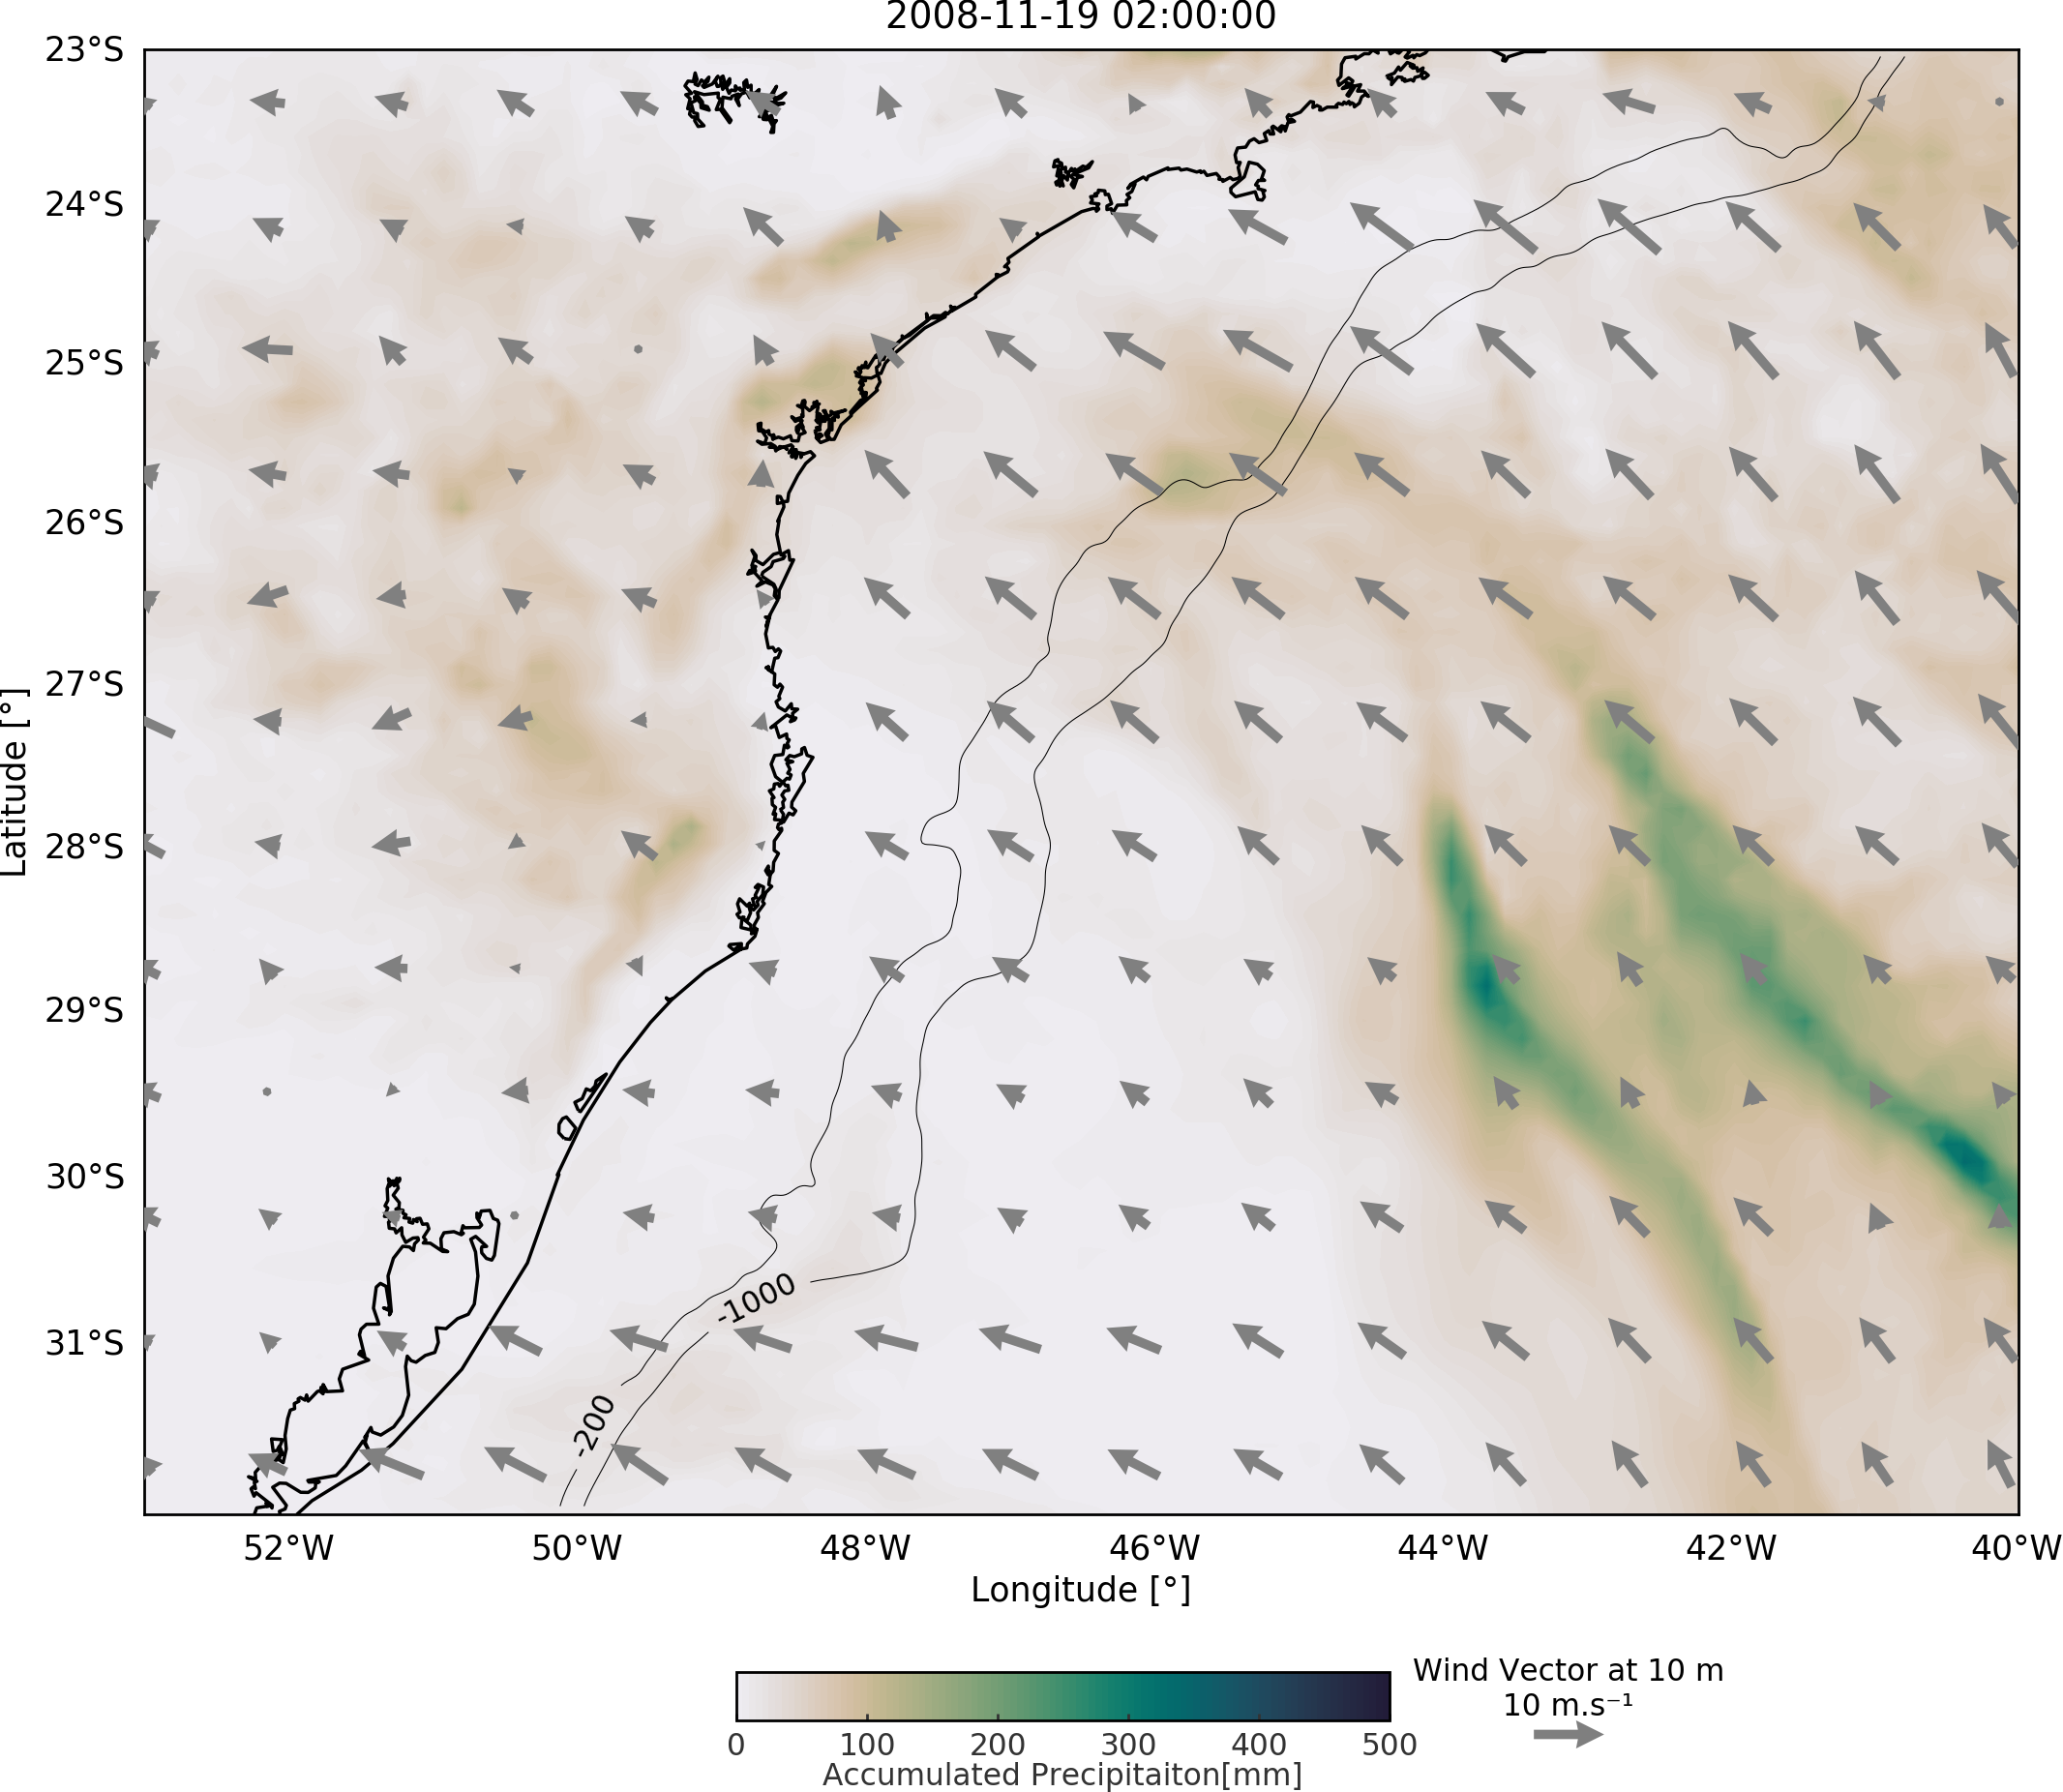 2008-11-19 02:00:00
23°S
24°S
25°S
26°S
27°S
28°S
29°S
30°S
31°S
Latitude [°]
-1000
-200
52°W
50°W
48°W
46°W
44°W
42°W
40°W
Longitude [°]
Wind Vector at 10 m
10 m.s⁻¹
0
100
200
300
400
500
Accumulated Precipitaiton[mm]